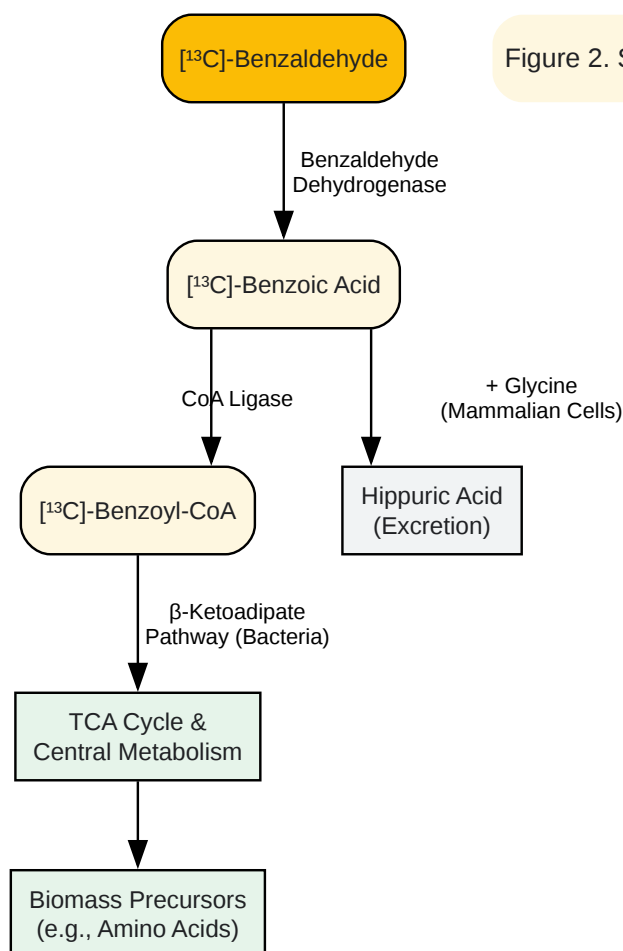 [¹³C]-Benzaldehyde
Figure 2. S
Benzaldehyde
Dehydrogenase
[¹³C]-Benzoic Acid
CoA Ligase
+ Glycine
(Mammalian Cells)
[¹³C]-Benzoyl-CoA
Hippuric Acid
(Excretion)
β-Ketoadipate
Pathway (Bacteria)
TCA Cycle &
Central Metabolism
Biomass Precursors
(e.g., Amino Acids)